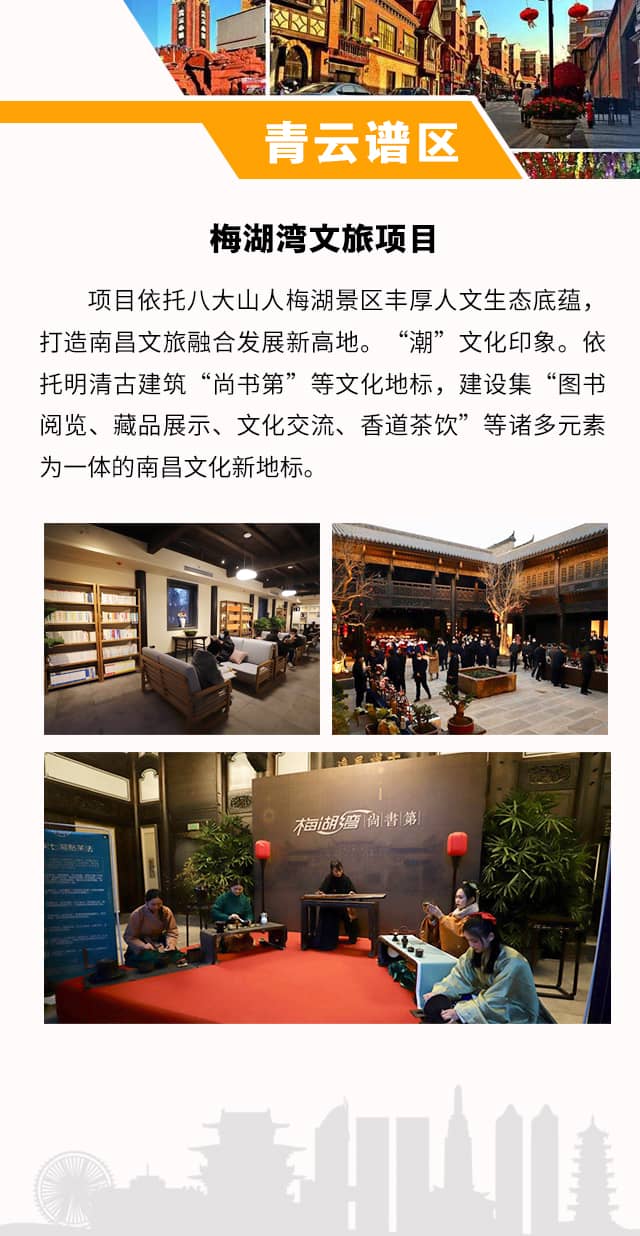 青云谱区
梅湖湾文旅项目
项目依托八大山人梅湖景区丰厚人文生态底蕴，
打造南昌文旅融合发展新高地。“潮”文化印象。依
托明清古建筑“尚书第”等文化地标，建设集“图书
阅览、藏品展示、文化交流、香道茶饮”等诸多元素
为一体的南昌文化新地标。
梅湖湾 尚書第